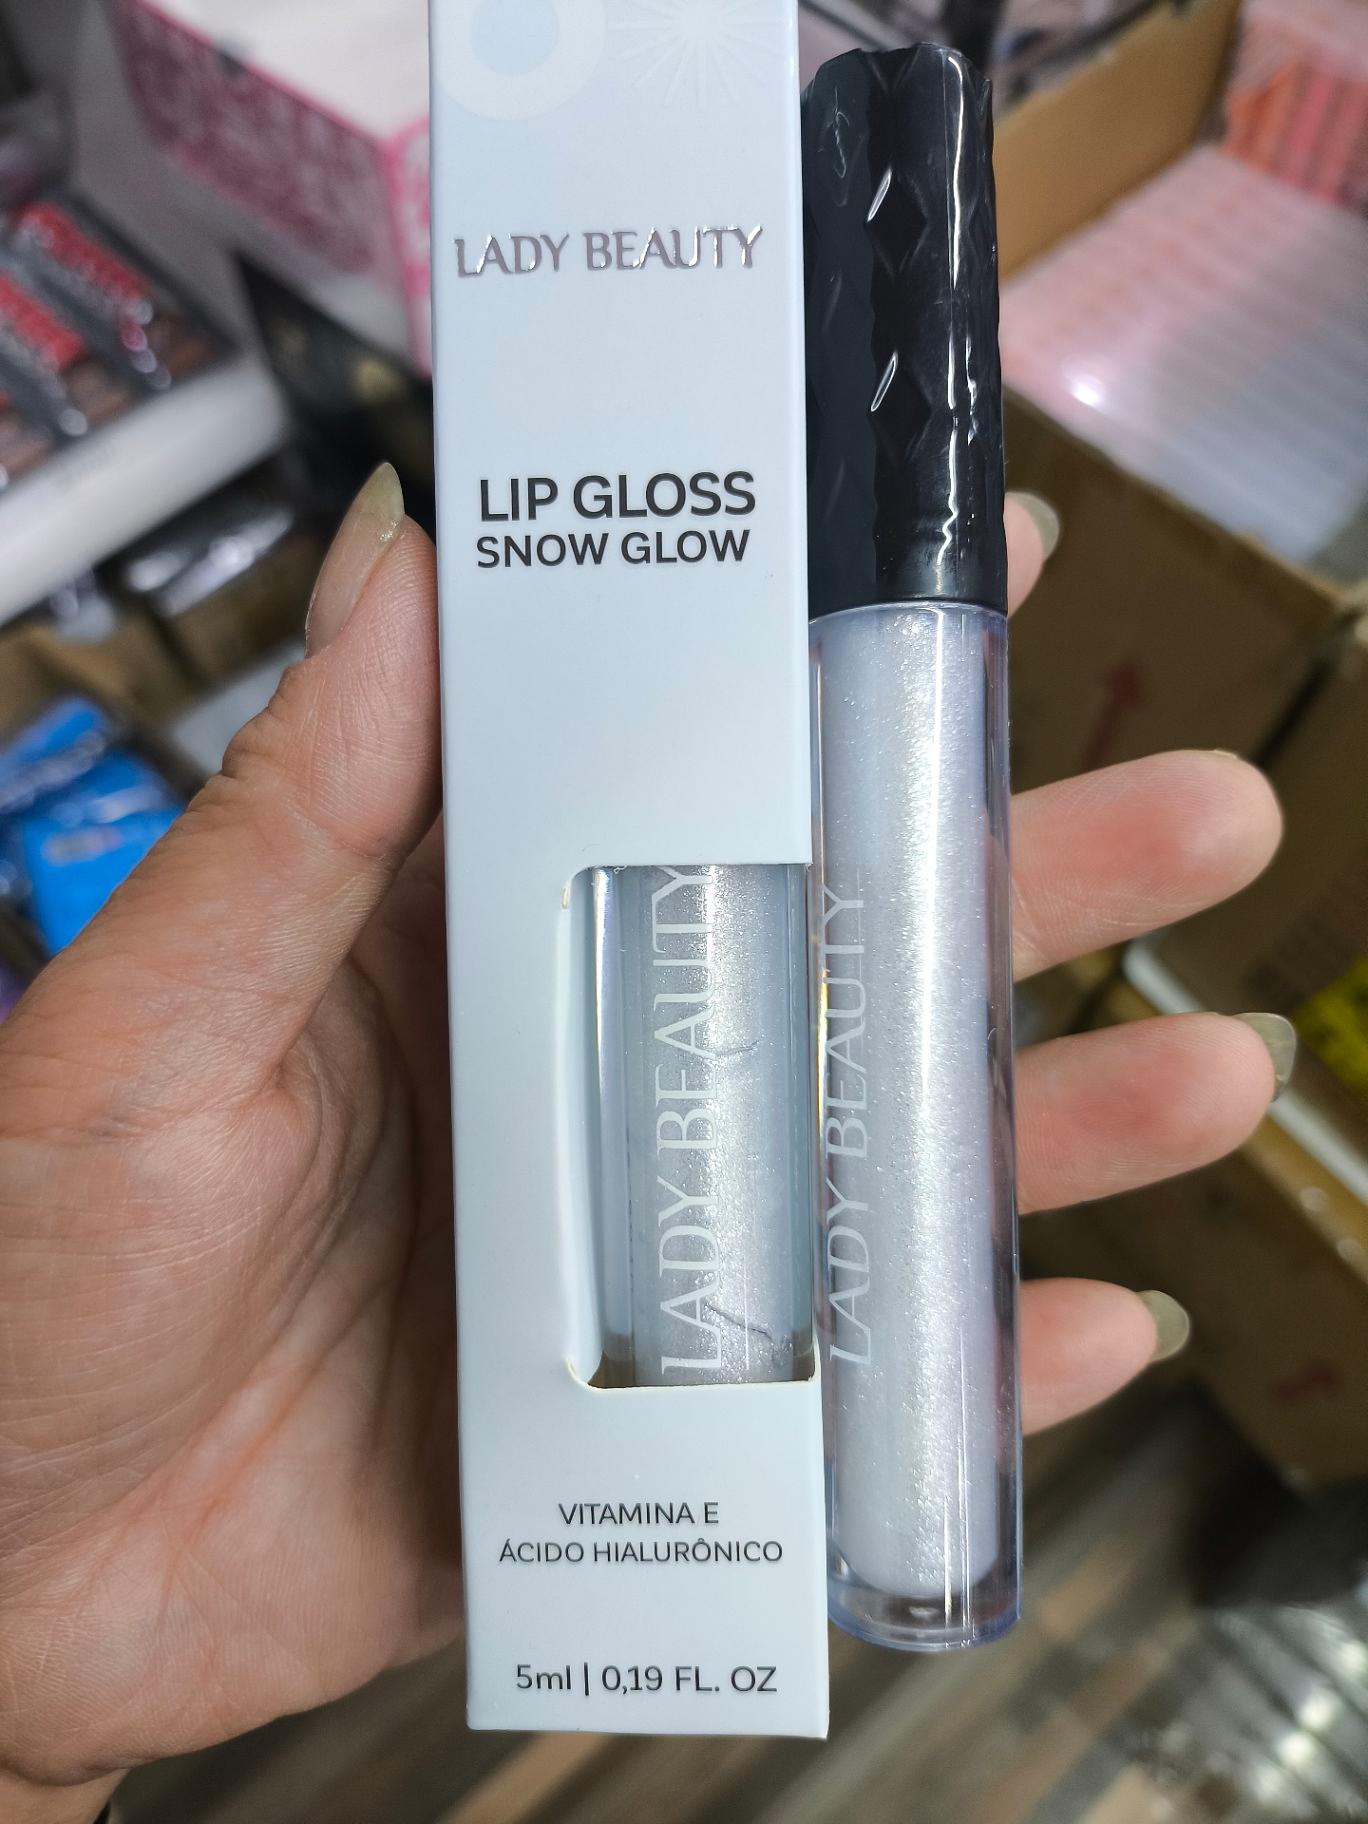 LADY BEAUTY
LIP GLOSS
SNOW GLOW
LADY BEAUTY
LADY BEAUTY
VITAMINA E
ÁCIDO HIALURÔNICO
5ml | 0,19 FL. OZ